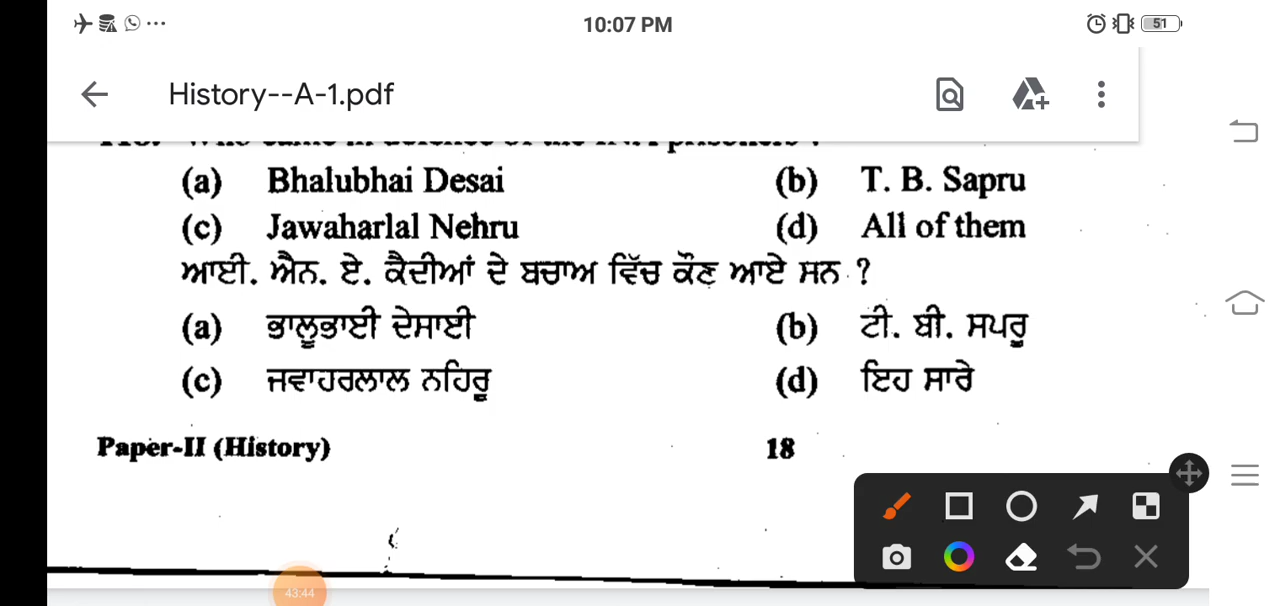 10:07 PM
51
History--A-1.pdf
(a) Bhalubhai Desai (b) T. B. Sapru
(c) Jawaharlal Nehru (d) All of them
ਆਈ. ਐਨ. ਏ. ਕੈਦੀਆਂ ਦੇ ਬਚਾਅ ਵਿੱਚ ਕੌਣ ਆਏ ਸਨ ?
(a) ਭਾਲੂਭਾਈ ਦੇਸਾਈ (b) ਟੀ. ਬੀ. ਸਪਰੂ
(c) ਜਵਾਹਰਲਾਲ ਨਹਿਰੂ (d) ਇਹ ਸਾਰੇ
Paper-II (History) 18
43:44